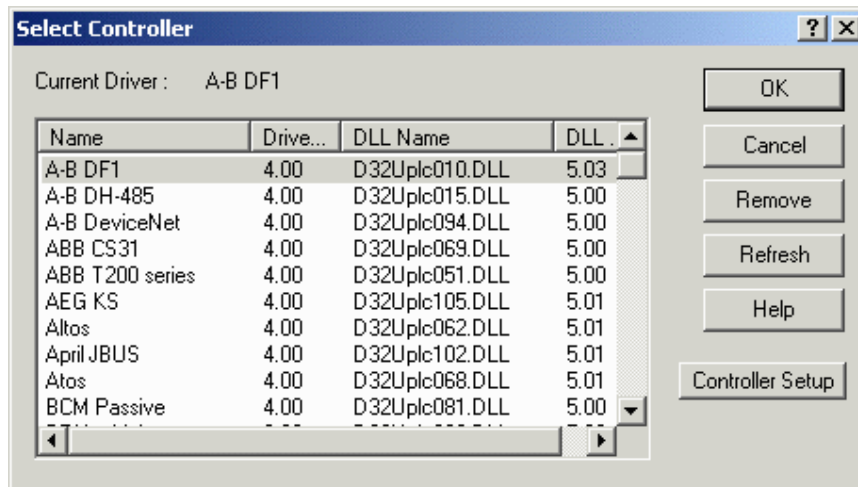 Select Controller
Current Driver : A-B DF1
OK
Cancel
Remove
Refresh
Help
Controller Setup
Name Drive... DLL Name DLL .
A-B DF1 4.00 D32Uplc010.DLL 5.03
A-B DH-485 4.00 D32Uplc015.DLL 5.00
A-B DeviceNet 4.00 D32Uplc094.DLL 5.00
ABB CS31 4.00 D32Uplc069.DLL 5.00
ABB T200 series 4.00 D32Uplc051.DLL 5.00
AEG KS 4.00 D32Uplc105.DLL 5.01
Altos 4.00 D32Uplc062.DLL 5.01
April JBUS 4.00 D32Uplc102.DLL 5.01
Atos 4.00 D32Uplc068.DLL 5.01
BCM Passive 4.00 D32Uplc081.DLL 5.00